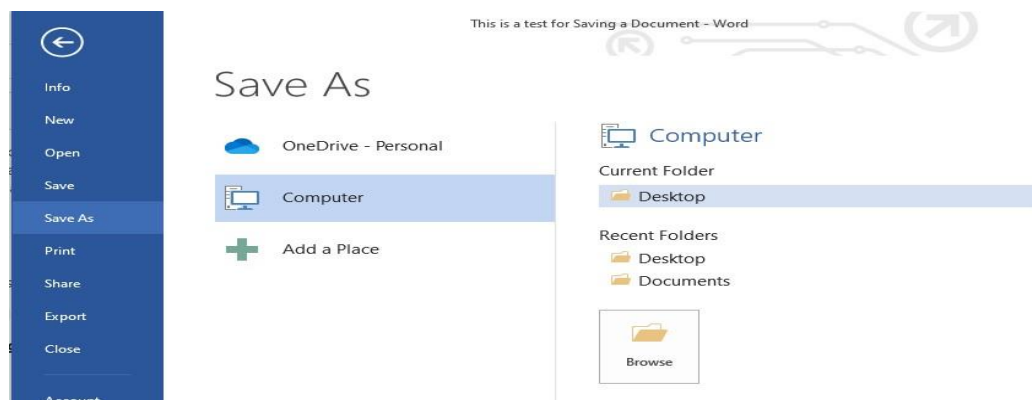 This is a test for Saving a Document - Word
Info
New
Open
Save
Save As
Print
Share
Export
Close
Account
Save As
OneDrive - Personal
Computer
Add a Place
Computer
Current Folder
Desktop
Recent Folders
Desktop
Documents
Browse